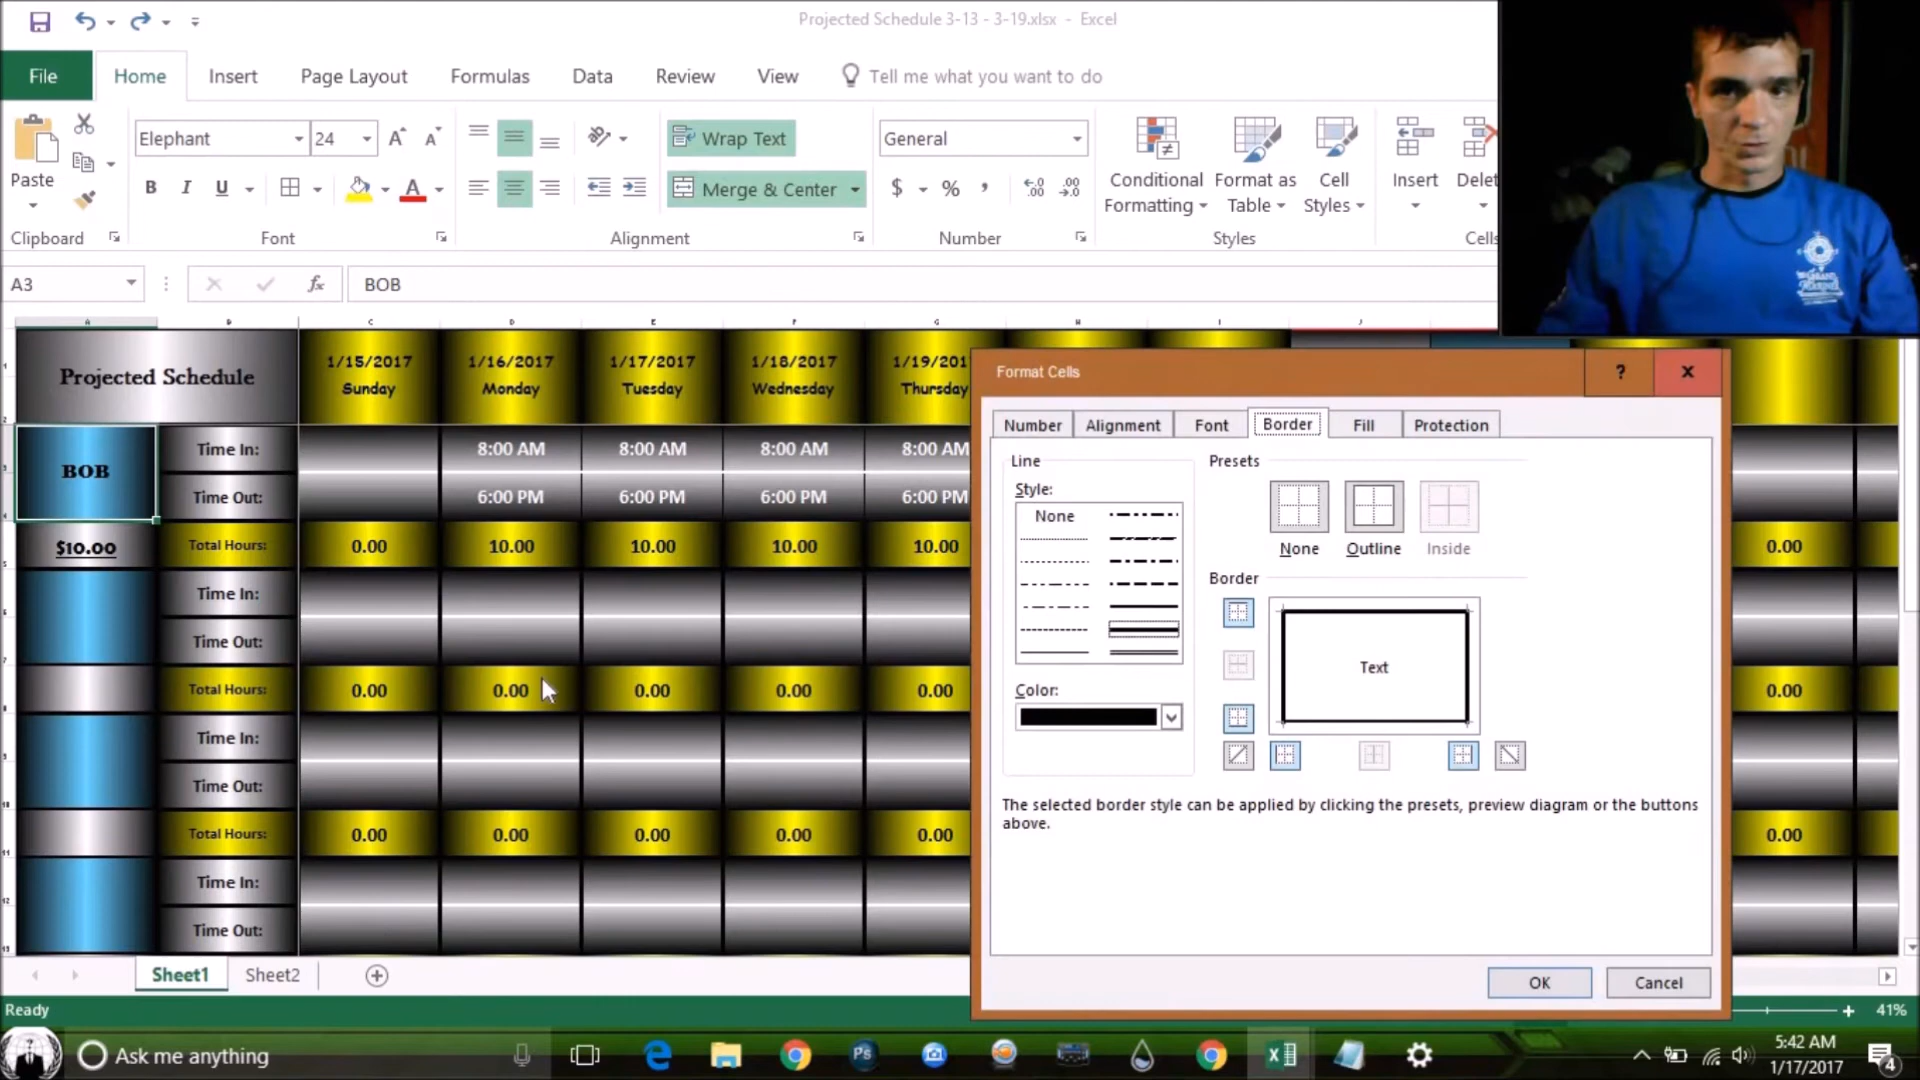 Projected Schedule 3-13 - 3-19.xlsx - Excel
File Home Insert Page Layout Formulas Data Review View Tell me what you want to do
Elephant 24 Wrap Text General
Paste B I U A Merge & Center $ % , Conditional Formatting Format as Table Cell Styles Insert Delet
Clipboard Font Alignment Number Styles Cells
A3 fx BOB
A B C D E F G H I J
Projected Schedule
1/15/2017 1/16/2017 1/17/2017 1/18/2017 1/19/2017
Sunday Monday Tuesday Wednesday Thursday
BOB
Time In: 8:00 AM 8:00 AM 8:00 AM 8:00 AM
Time Out: 6:00 PM 6:00 PM 6:00 PM 6:00 PM
$10.00 Total Hours: 0.00 10.00 10.00 10.00 10.00 0.00
Time In:
Time Out:
Total Hours: 0.00 0.00 0.00 0.00 0.00 0.00
Time In:
Time Out:
Total Hours: 0.00 0.00 0.00 0.00 0.00 0.00
Time In:
Time Out:
Format Cells ?
Number Alignment Font Border Fill Protection
Line
Style:
None
Color:
Presets
None Outline Inside
Border
Text
The selected border style can be applied by clicking the presets, preview diagram or the buttons
above.
OK Cancel
Sheet1 Sheet2
Ready 41%
Ask me anything
Ps
5:42 AM
1/17/2017
4